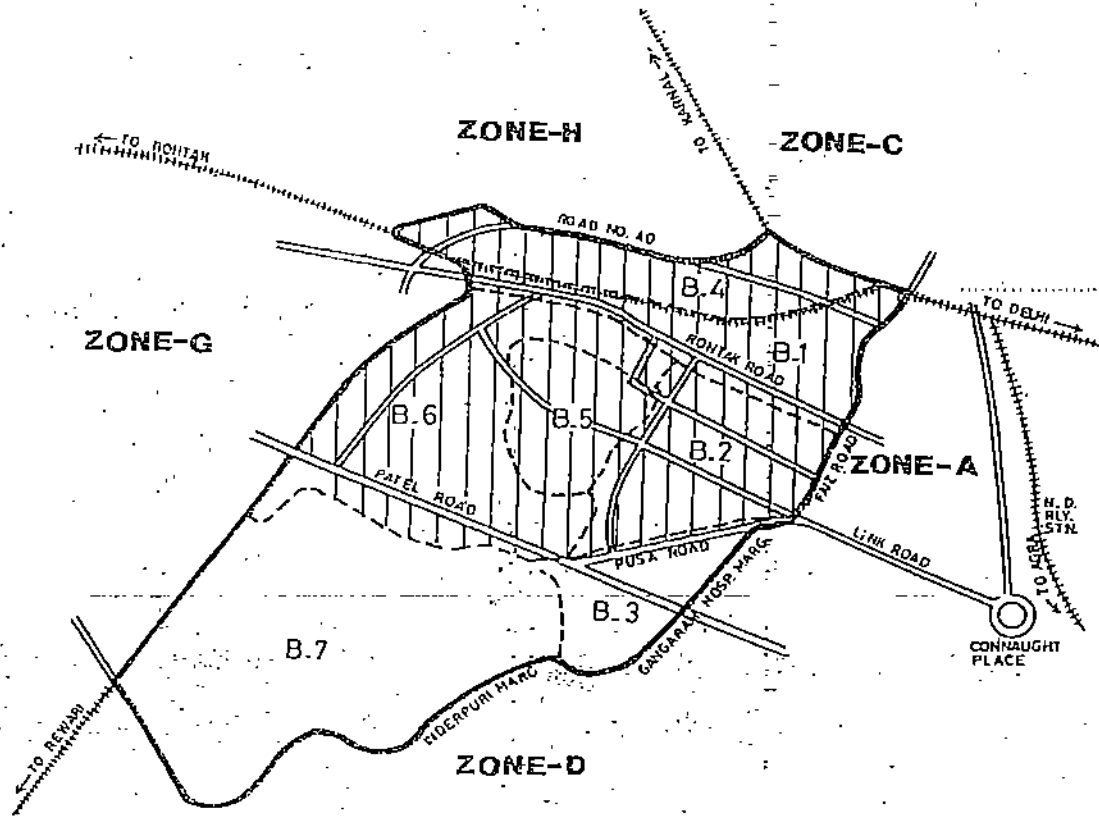 TO KARNAL
ZONE-H
ZONE-C
TO ROHTAK
ROAD NO. 40
B-4
TO DELHI
ZONE-G
B-1
ROHTAK ROAD
B-6
B-5
B-2
FAIZ ROAD
ZONE-A
PATEL ROAD
N.D.
RLY.
STN.
LINK ROAD
PUSA ROAD
TO AGRA
B-3
GANGARAM HOSP. MARG
CONNAUGHT
PLACE
B-7
TO REWARI
ZONE-D